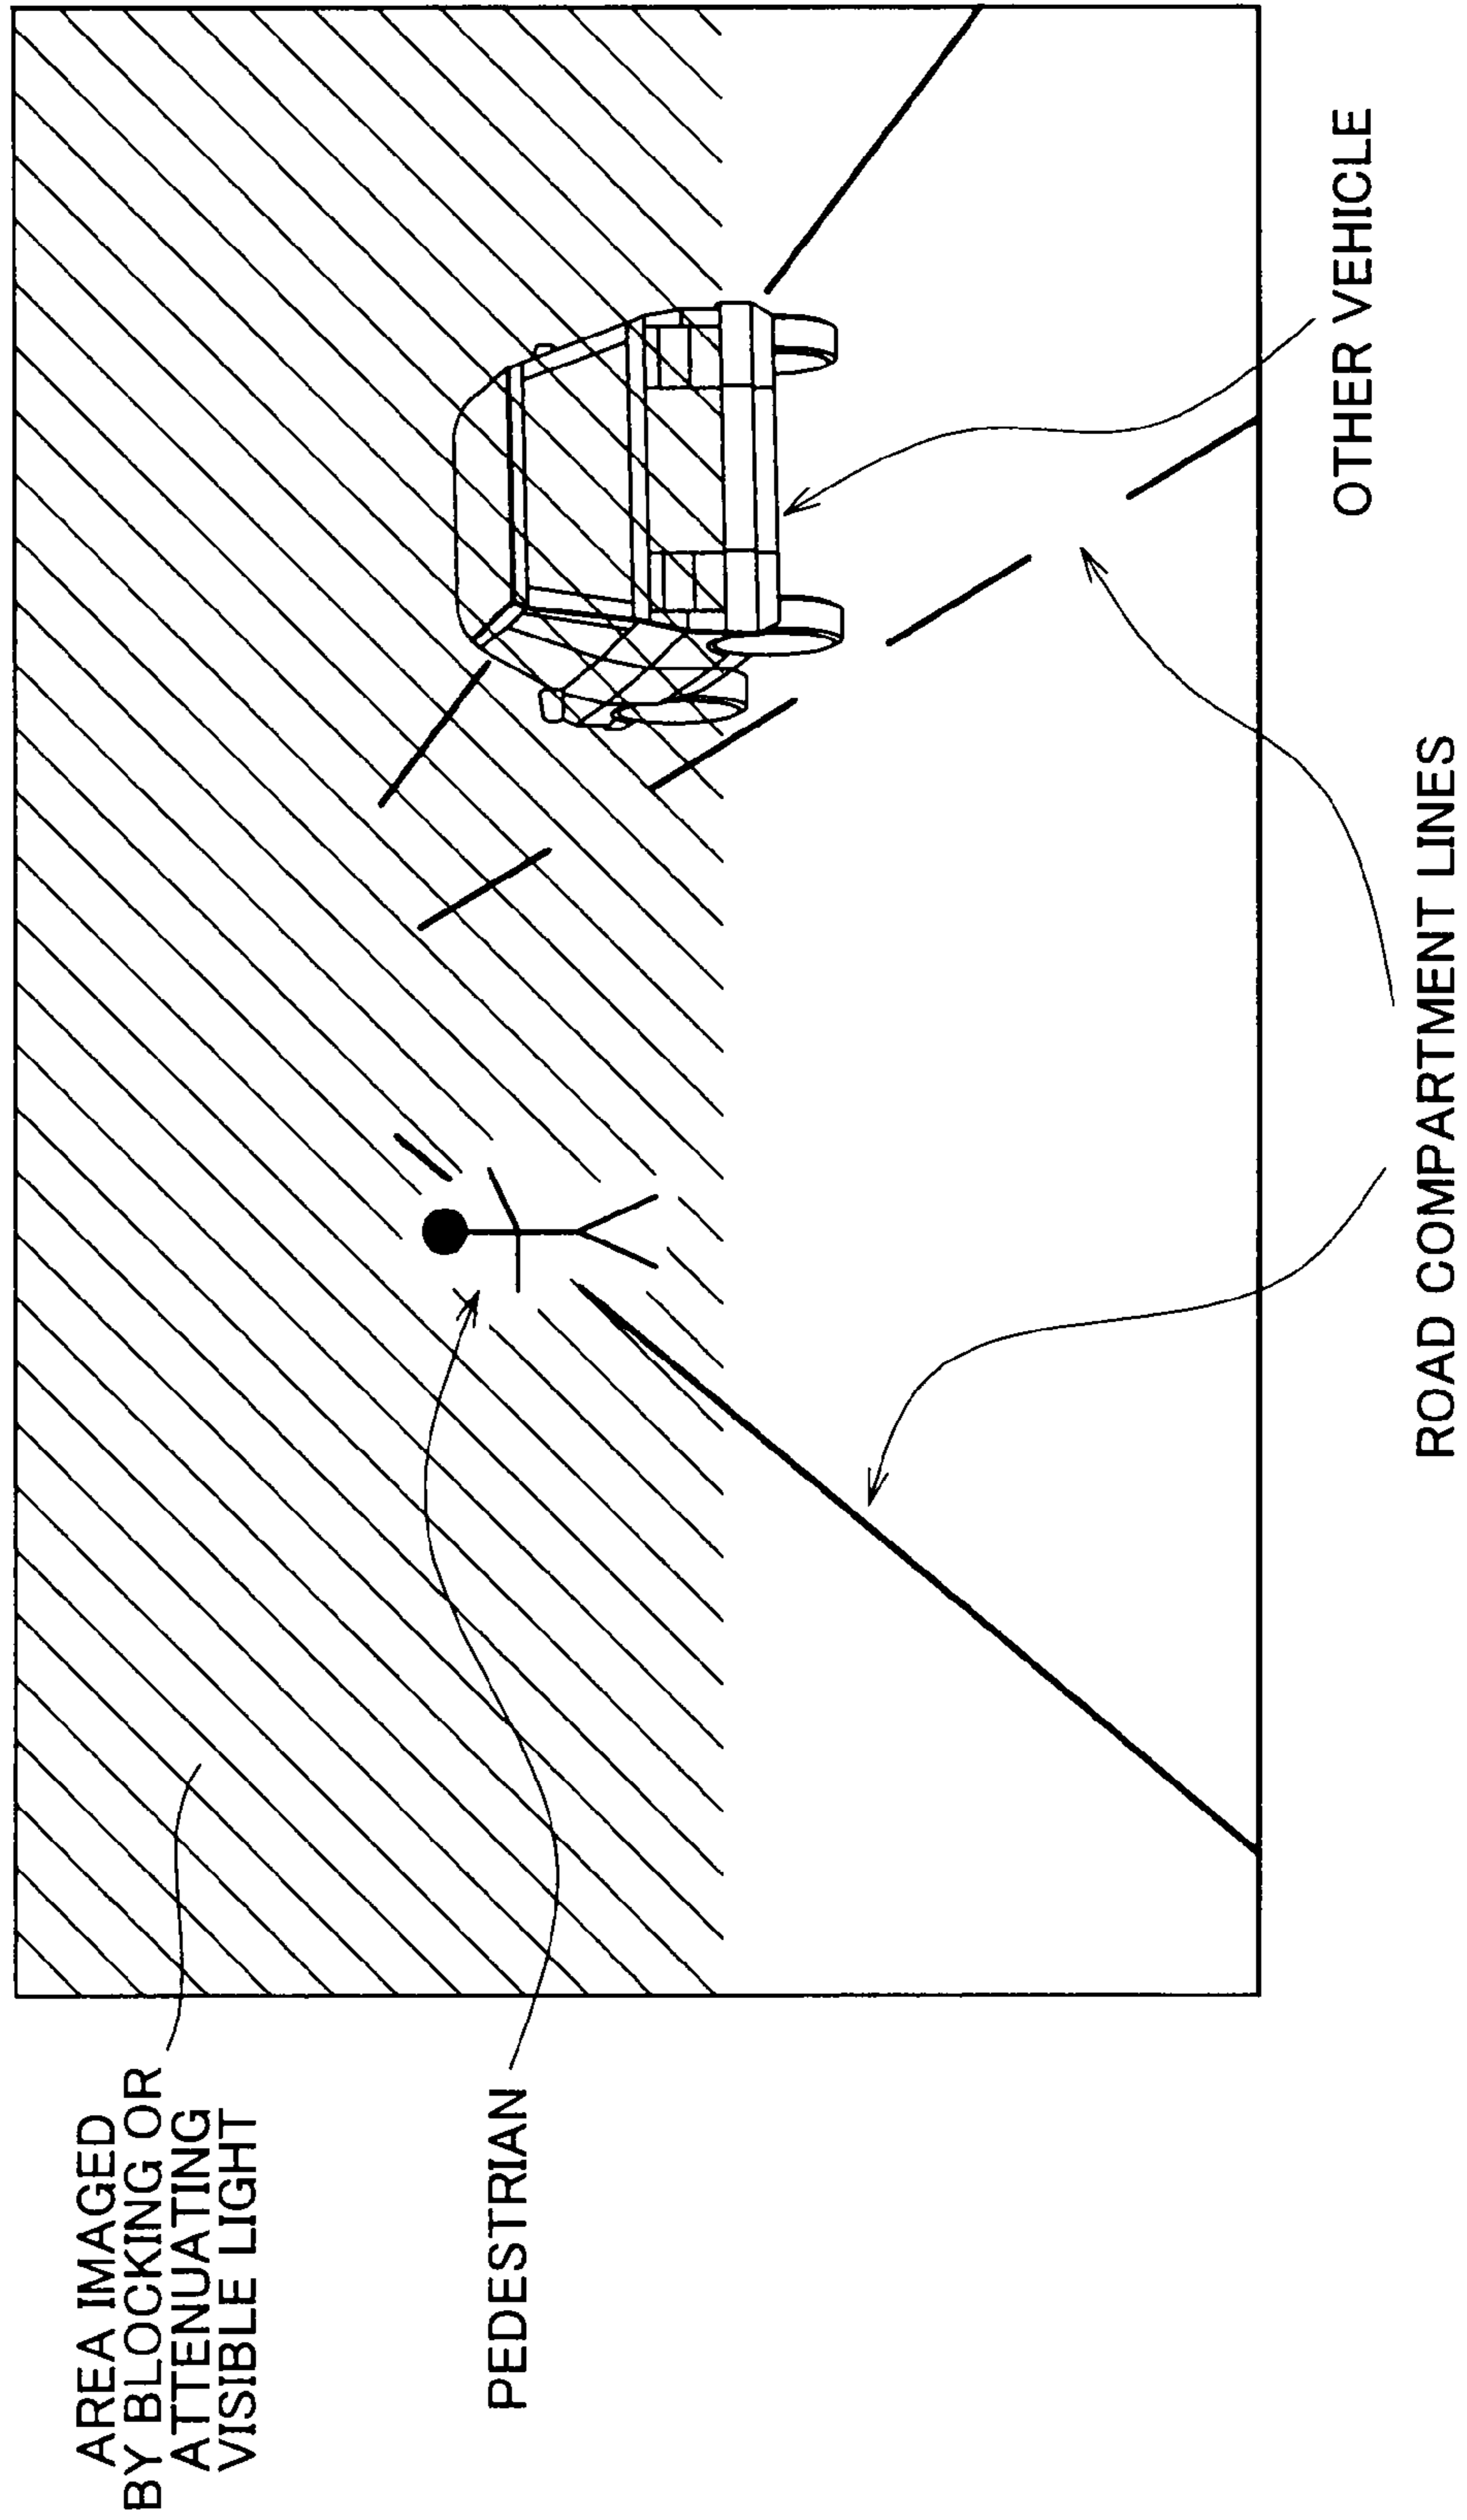 AREA IMAGED
BY BLOCKING OR
ATTENUATING
VISIBLE LIGHT
PEDESTRIAN
OTHER VEHICLE
ROAD COMPARTMENT LINES